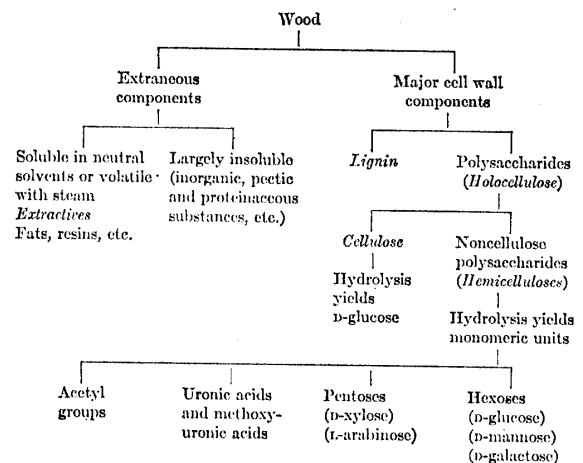 Wood
Extraneous
components
Major cell wall
components
Soluble in neutral
solvents or volatile
with steam
Extractives
Fats, resins, etc.
Largely insoluble
(inorganic, pectic
and proteinaceous
substances, etc.)
Lignin
Polysaccharides
(Holocellulose)
Cellulose
Hydrolysis
yields
D-glucose
Noncellulose
polysaccharides
(Hemicelluloses)
Hydrolysis yields
monomeric units
Acetyl
groups
Uronic acids
and methoxy-
uronic acids
Pentoses
(D-xylose)
(L-arabinose)
Hexoses
(D-glucose)
(D-mannose)
(D-galactose)